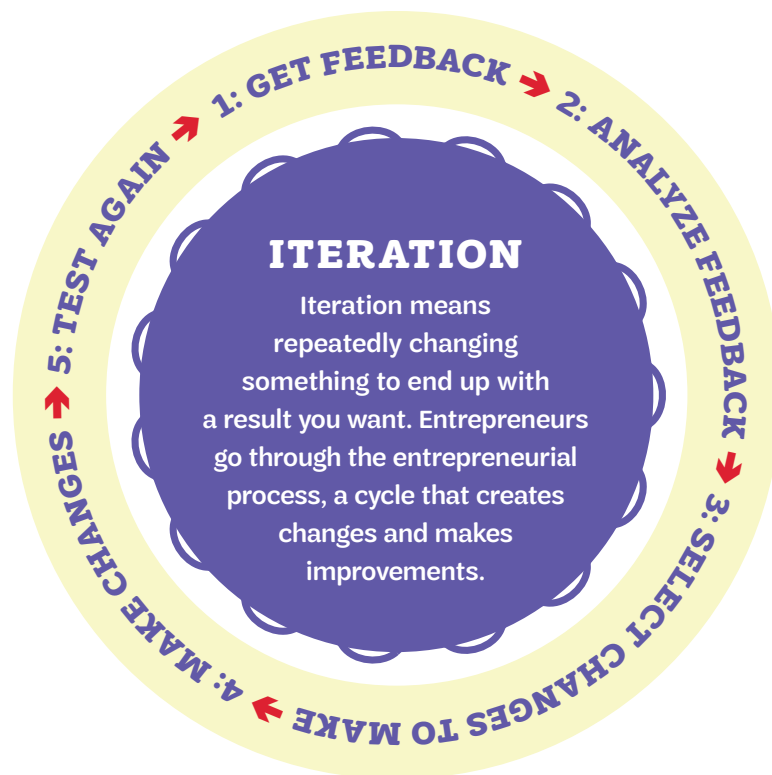 1: GET FEEDBACK
2: ANALYZE FEEDBACK
3: SELECT CHANGES TO MAKE
4: MAKE CHANGES
5: TEST AGAIN
ITERATION
Iteration means
repeatedly changing
something to end up with
a result you want. Entrepreneurs
go through the entrepreneurial
process, a cycle that creates
changes and makes
improvements.